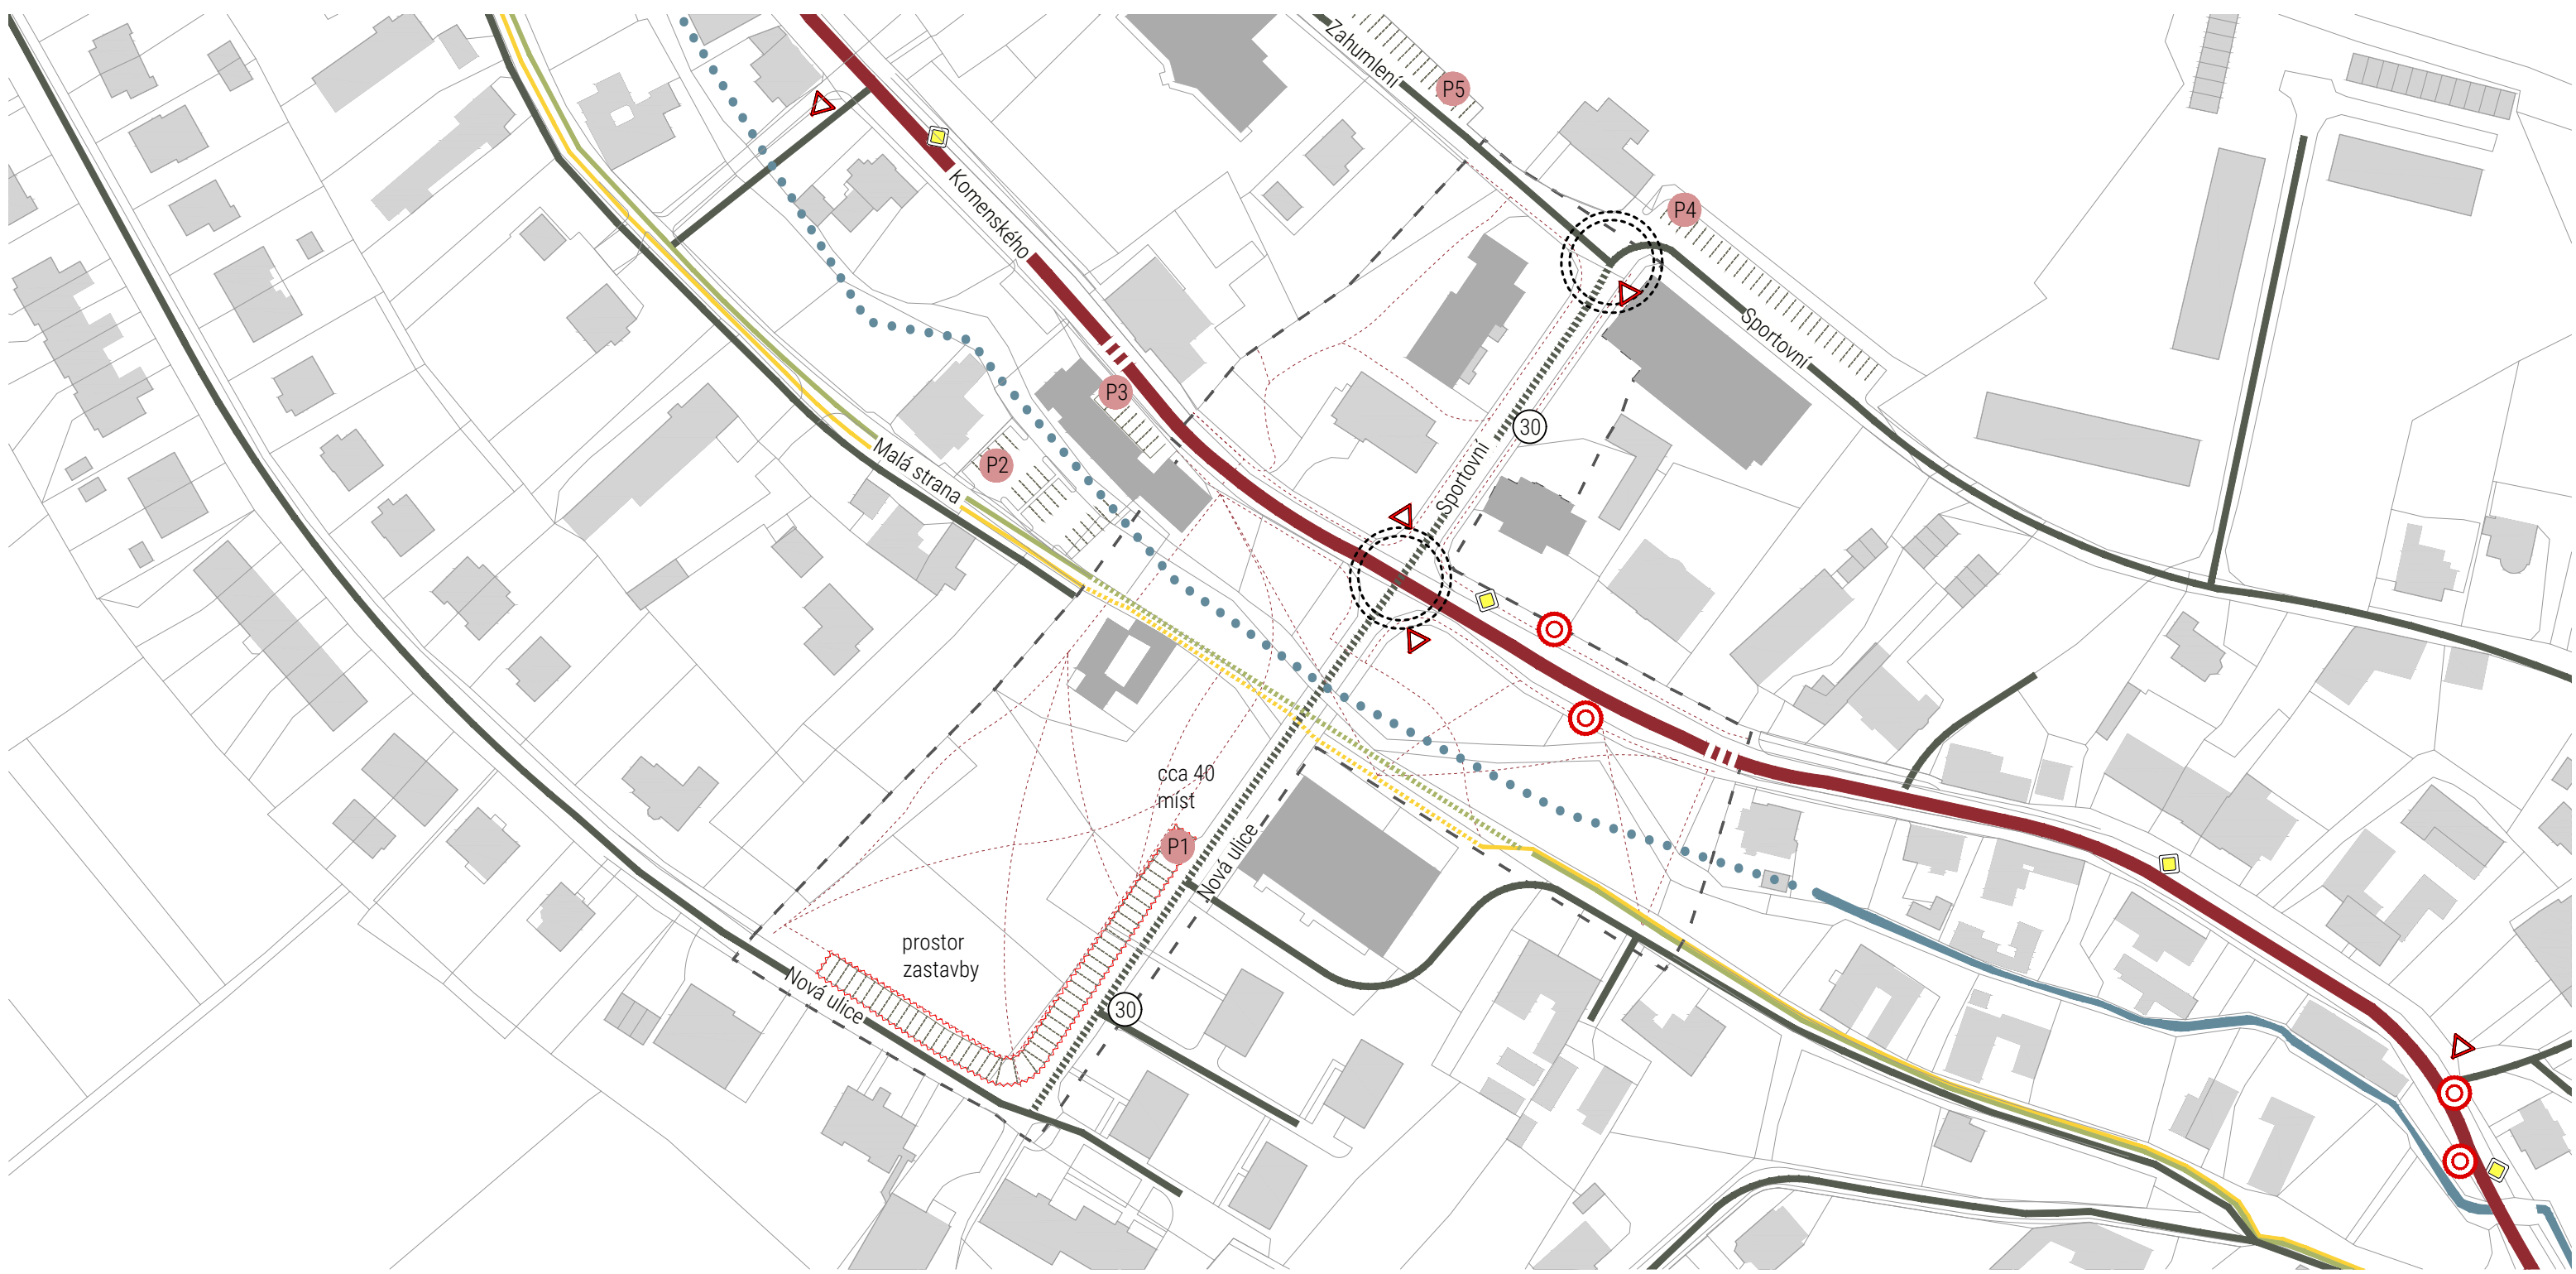 Zahumlení
P5
P4
Komenského
Sportovní
P3
30
Malá strana
P2
Sportovní
cca 40
míst
P1
Nová ulice
prostor
zastavby
Nová ulice
30